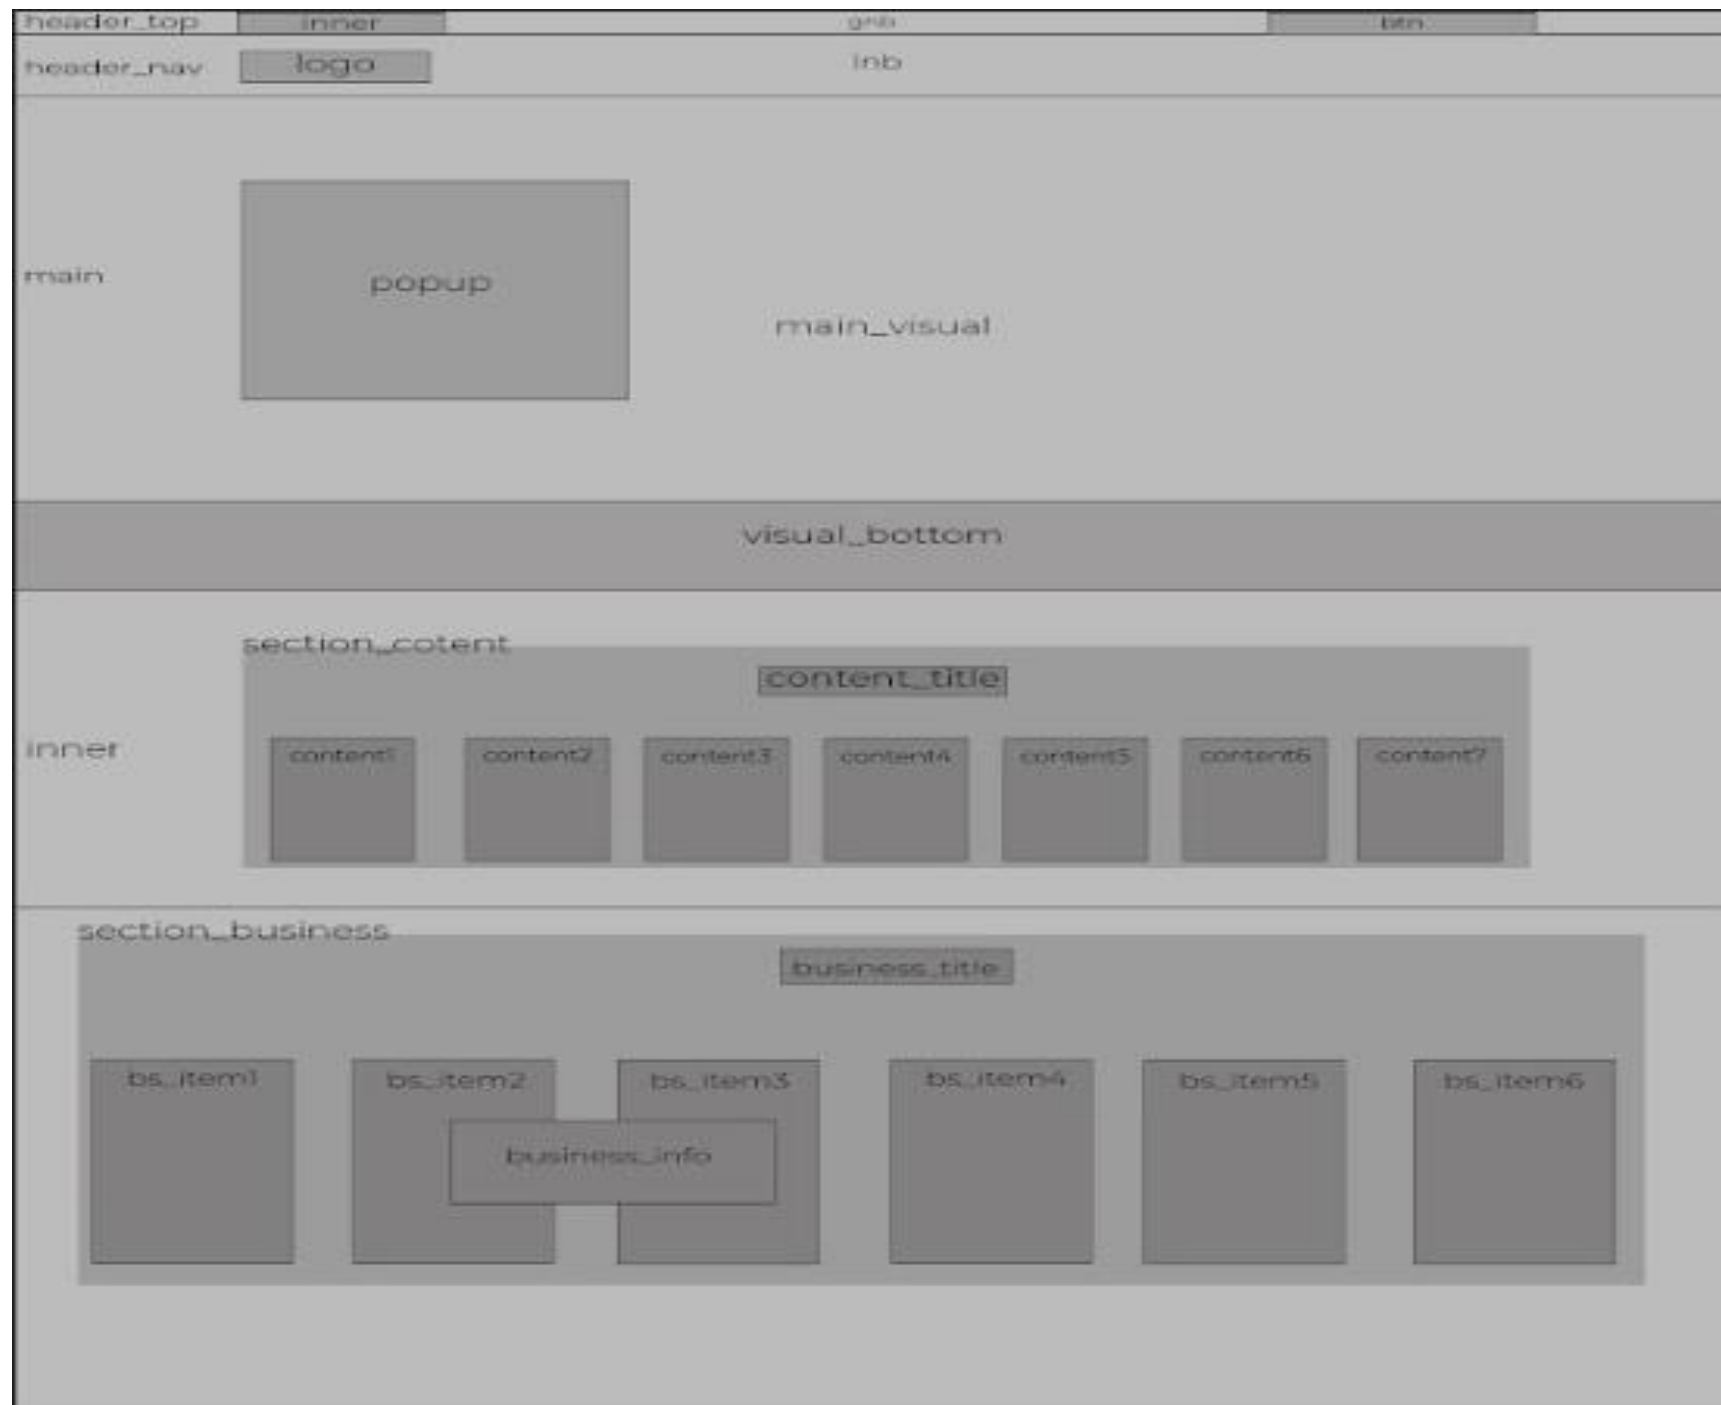 header_top inner gnb btn
header_nav logo lnb
main popup
main_visual
visual_bottom
section_cotent
content_title
inner content1 content2 content3 content4 content5 content6 content7
section_business
business_title
bs_item1 bs_item2 bs_item3 bs_item4 bs_item5 bs_item6
business_info